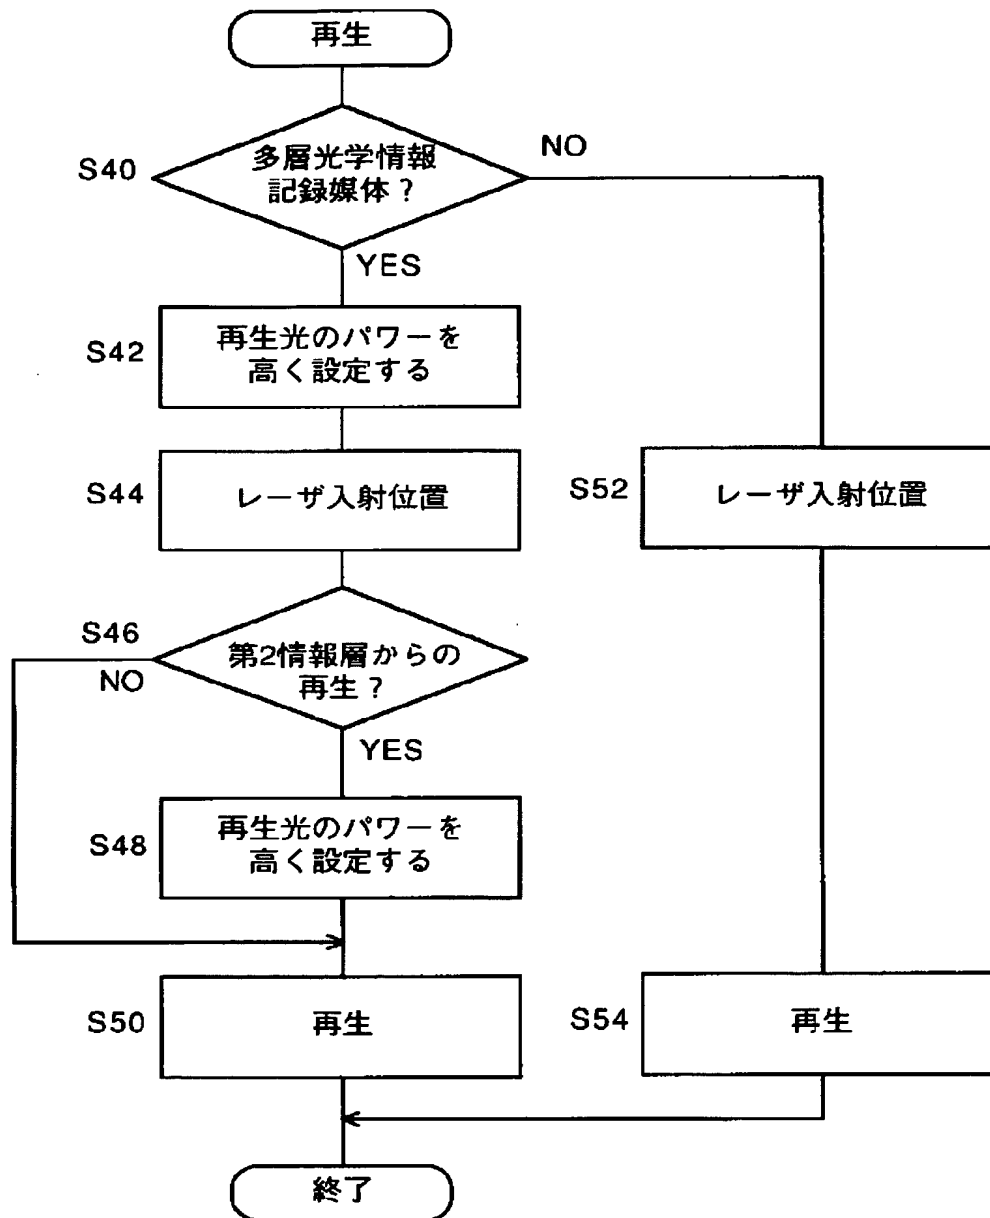 再生
S40
多層光学情報
記録媒体?
NO
YES
S42
再生光のパワーを
高く設定する
S44
レーザ入射位置
S52
レーザ入射位置
S46
NO
第2情報層からの
再生?
YES
S48
再生光のパワーを
高く設定する
S50
再生
S54
再生
終了